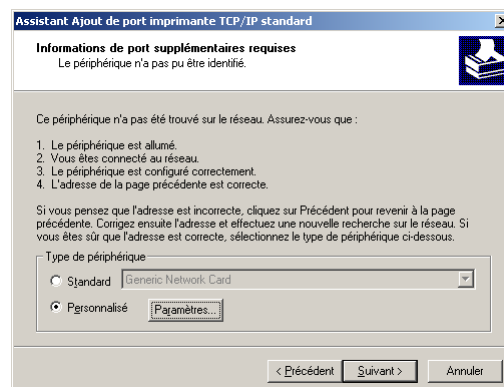 Assistant Ajout de port imprimante TCP/IP standard
Informations de port supplémentaires requises
Le périphérique n'a pas pu être identifié.
Ce périphérique n'a pas été trouvé sur le réseau. Assurez-vous que :
1. Le périphérique est allumé.
2. Vous êtes connecté au réseau.
3. Le périphérique est configuré correctement.
4. L'adresse de la page précédente est correcte.
Si vous pensez que l'adresse est incorrecte, cliquez sur Précédent pour revenir à la page
précédente. Corrigez ensuite l'adresse et effectuez une nouvelle recherche sur le réseau. Si
vous êtes sûr que l'adresse est correcte, sélectionnez le type de périphérique ci-dessous.
Type de périphérique
Standard Generic Network Card
Personnalisé Paramètres...
< Précédent Suivant > Annuler